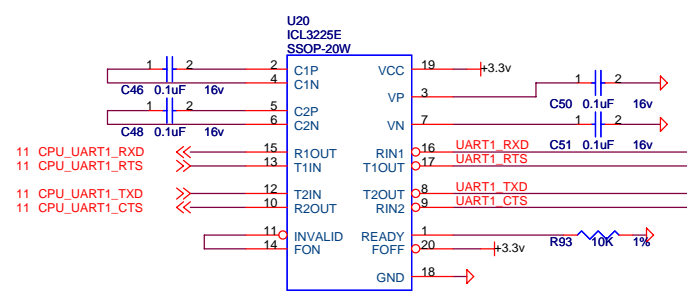 U20
ICL3225E
SSOP-20W
1 2 2 C1P VCC 19 +3.3v
4 C1N
C46 0.1uF 16v VP 3 1 2
1 2 5 C2P C50 0.1uF 16v
6 C2N VN 7 1 2
C48 0.1uF 16v
C51 0.1uF 16v
11 CPU_UART1_RXD 15 R1OUT RIN1 16 UART1_RXD
11 CPU_UART1_RTS 13 T1IN T1OUT 17 UART1_RTS
11 CPU_UART1_TXD 12 T2IN T2OUT 8 UART1_TXD
11 CPU_UART1_CTS 10 R2OUT RIN2 9 UART1_CTS
11 INVALID READY 1 R93 10K 1%
14 FON FOFF 20 +3.3v
GND 18